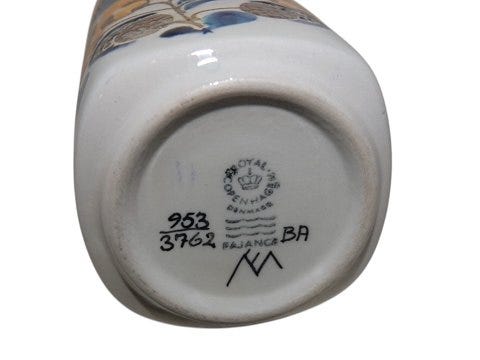 ROYAL
COPENHAGEN
DENMARK
FAJANCE
953
3762
BA